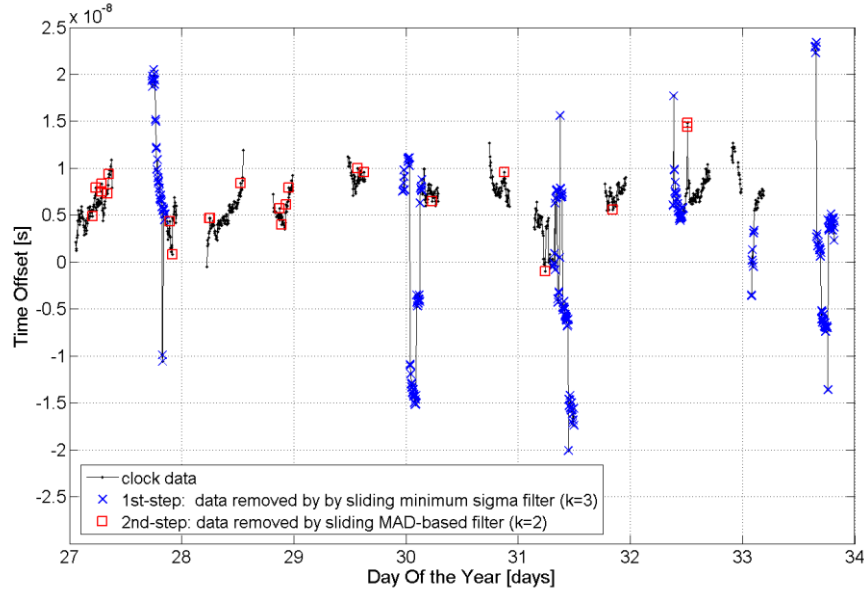 x 10⁻⁸
2.5
2
1.5
1
0.5
0
-0.5
-1
-1.5
-2
-2.5
Time Offset [s]
clock data
1st-step: data removed by by sliding minimum sigma filter (k=3)
2nd-step: data removed by sliding MAD-based filter (k=2)
27 28 29 30 31 32 33 34
Day Of the Year [days]